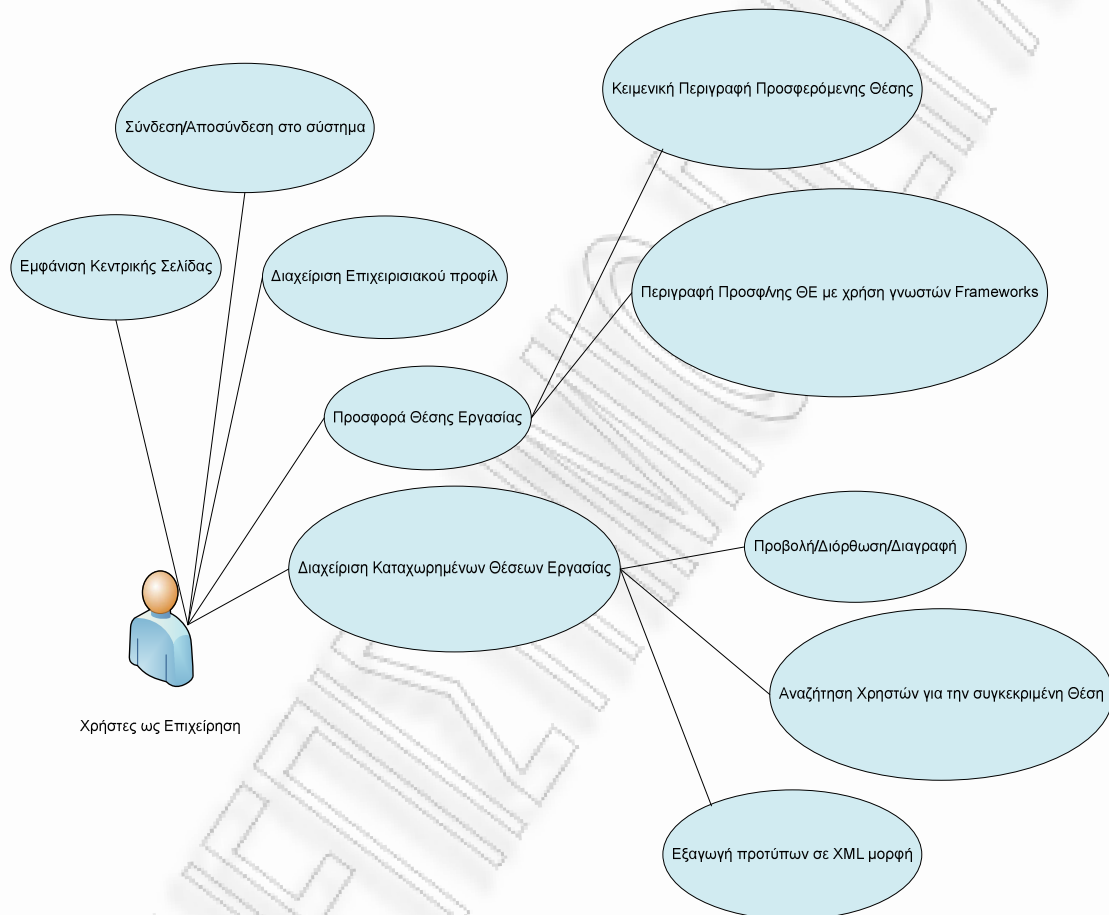 Κειμενική Περιγραφή Προσφερόμενης Θέσης
Σύνδεση/Αποσύνδεση στο σύστημα
Εμφάνιση Κεντρικής Σελίδας
Διαχείριση Επιχειρισιακού προφίλ
Περιγραφή Προσφ/νης ΘΕ με χρήση γνωστών Frameworks
Προσφορά Θέσης Εργασίας
Διαχείριση Καταχωρημένων Θέσεων Εργασίας
Προβολή/Διόρθωση/Διαγραφή
Αναζήτηση Χρηστών για την συγκεκριμένη Θέση
Χρήστες ως Επιχείρηση
Εξαγωγή προτύπων σε XML μορφή